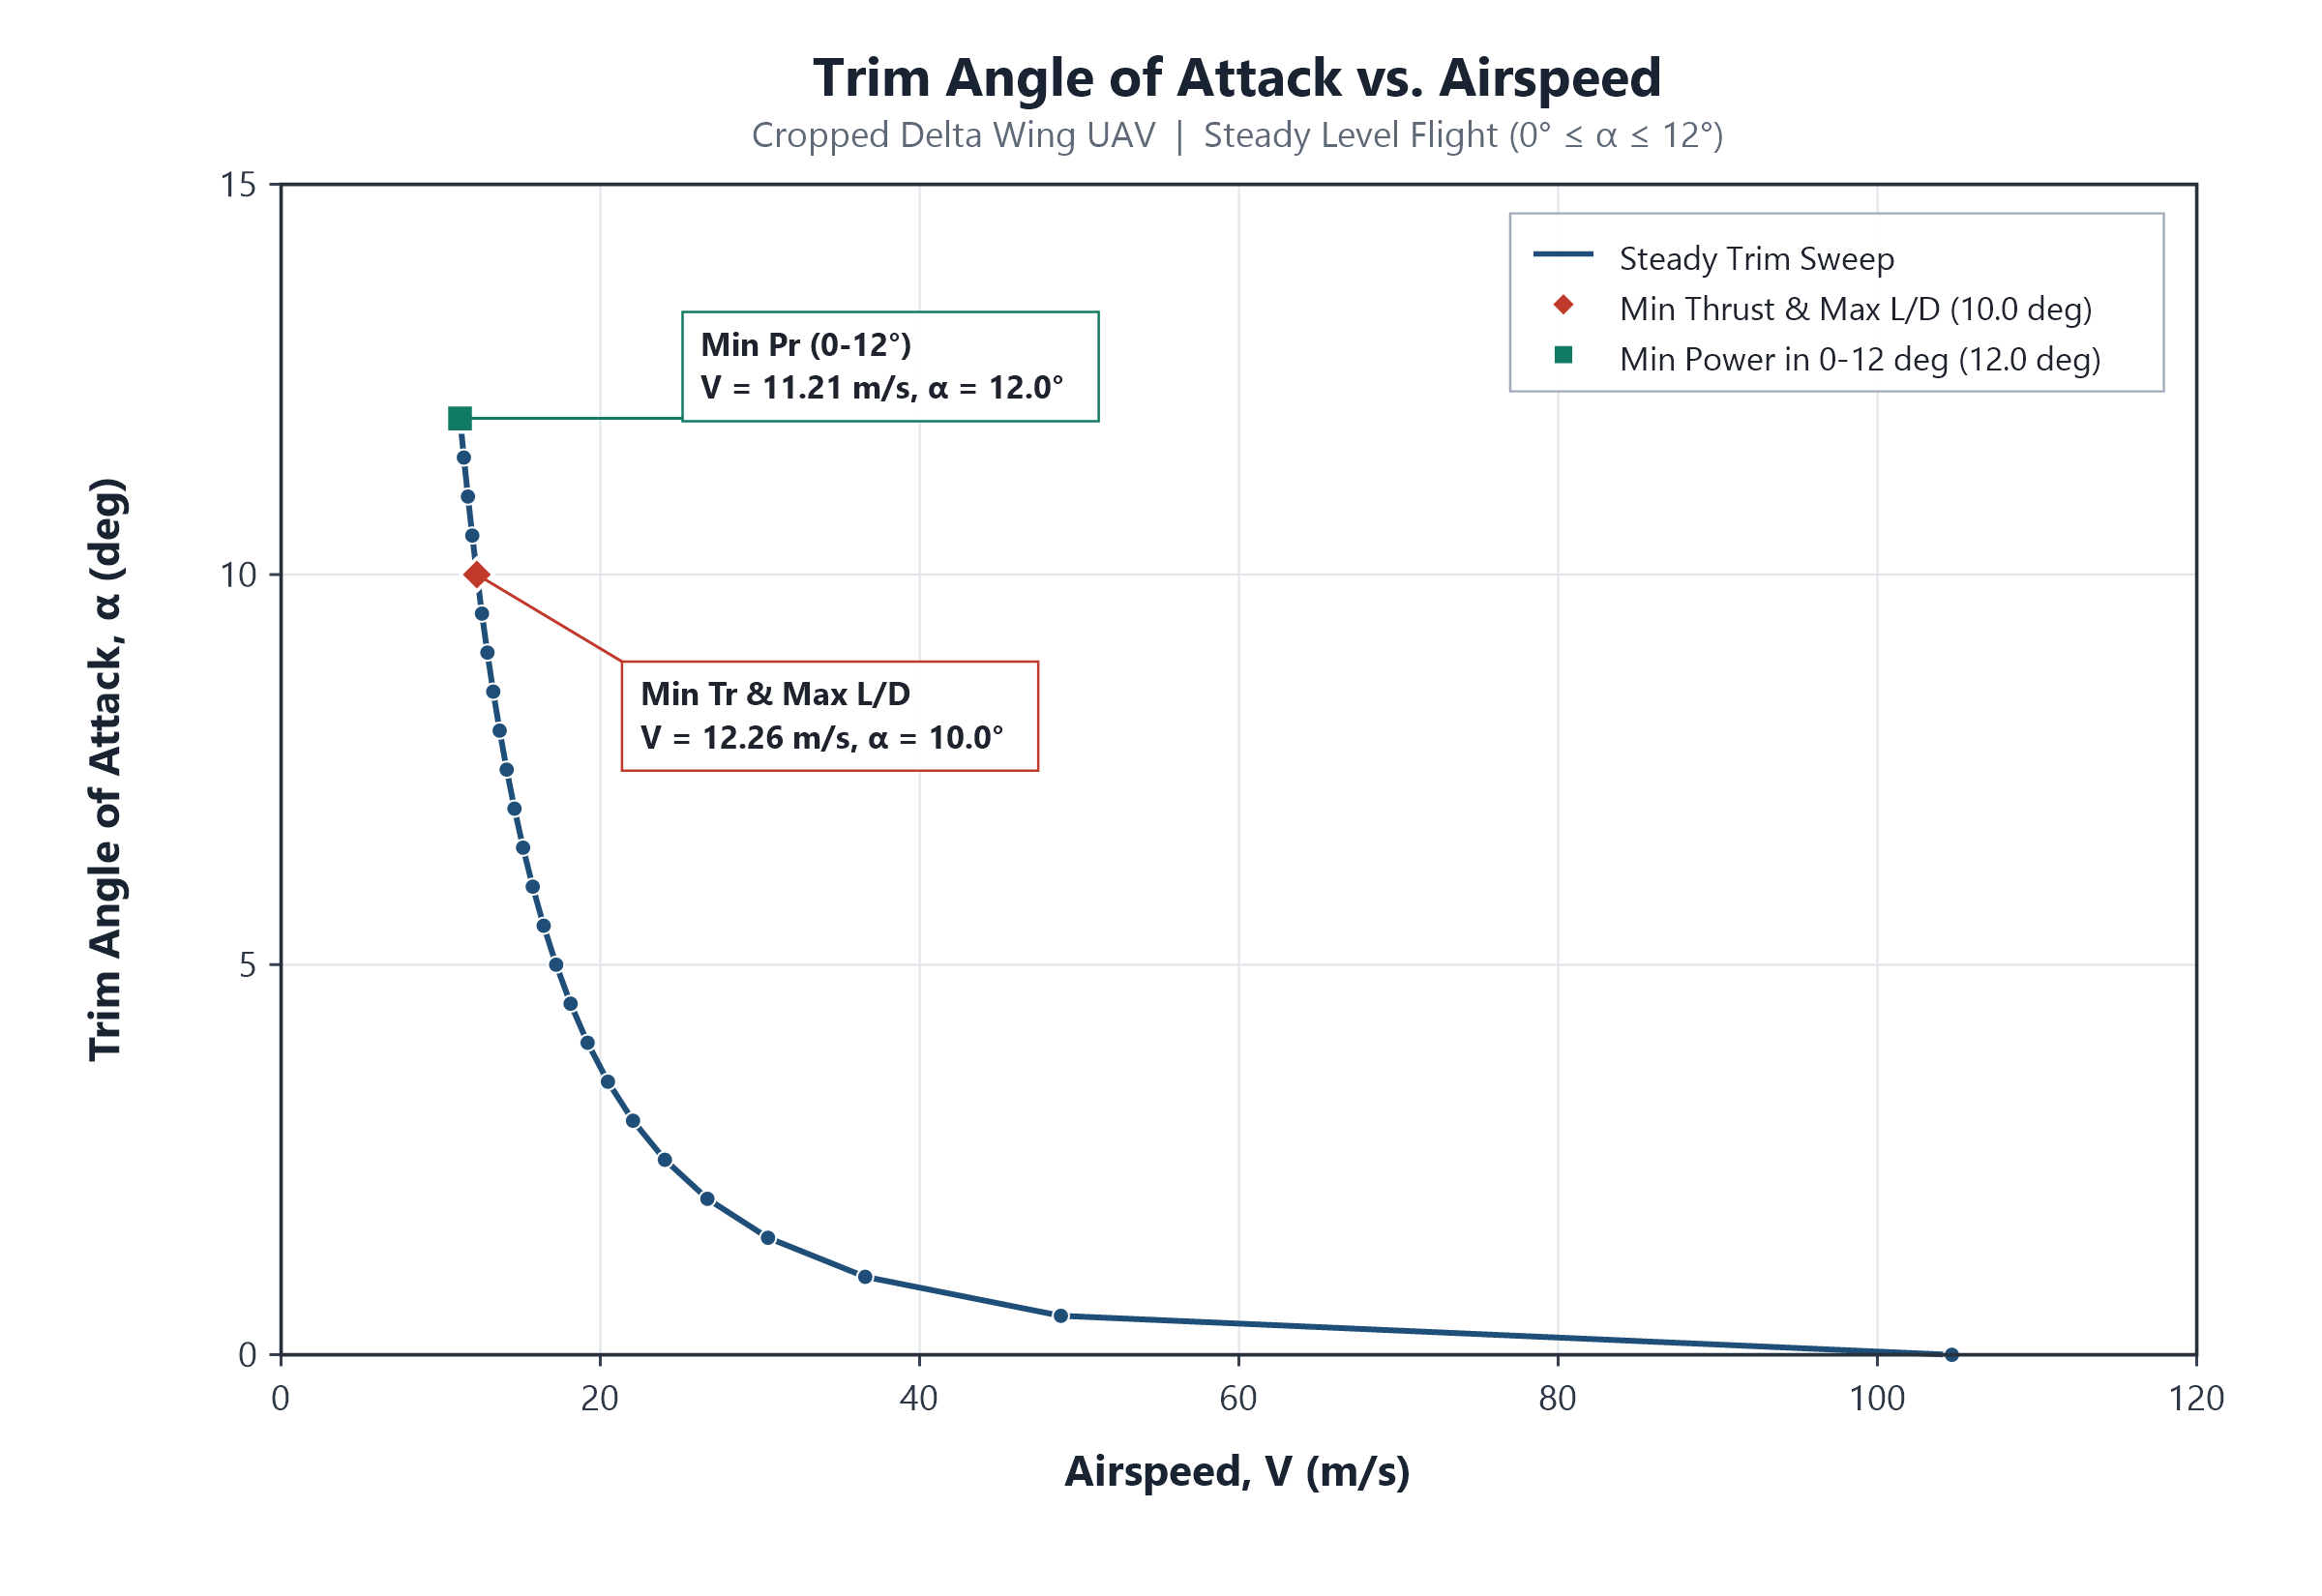 Trim Angle of Attack vs. Airspeed
Cropped Delta Wing UAV | Steady Level Flight (0° ≤ α ≤ 12°)
15
Steady Trim Sweep
Min Thrust & Max L/D (10.0 deg)
Min Power in 0-12 deg (12.0 deg)
Min Pr (0-12°)
V = 11.21 m/s, α = 12.0°
Trim Angle of Attack, α (deg)
10
Min Tr & Max L/D
V = 12.26 m/s, α = 10.0°
5
0
0 20 40 60 80 100 120
Airspeed, V (m/s)